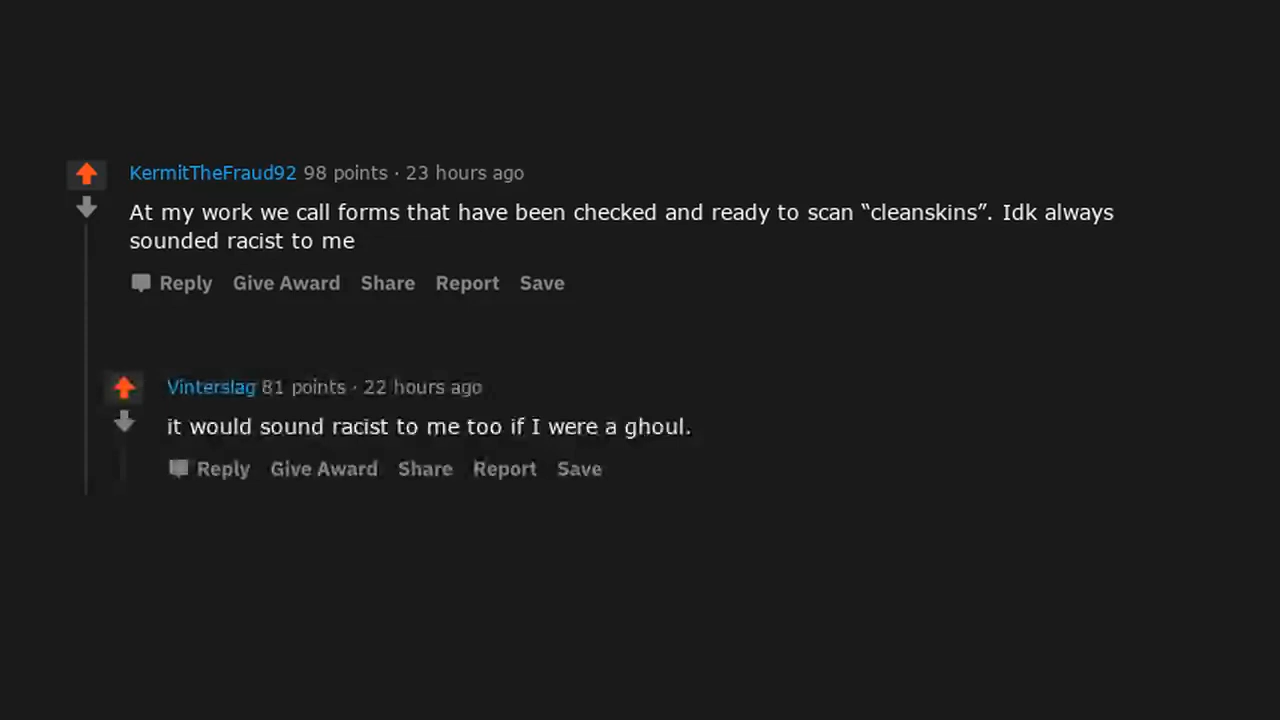 KermitTheFraud92 98 points · 23 hours ago
At my work we call forms that have been checked and ready to scan “cleanskins”. Idk always
sounded racist to me
Reply Give Award Share Report Save
Vinterslag 81 points · 22 hours ago
it would sound racist to me too if I were a ghoul.
Reply Give Award Share Report Save